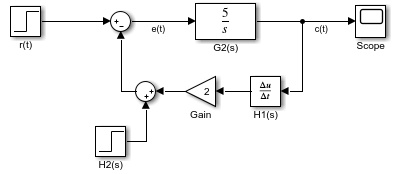 +
−
5
s
e(t)
c(t)
r(t)
G2(s)
Scope
+
+
2
Δu
Δt
Gain
H1(s)
H2(s)